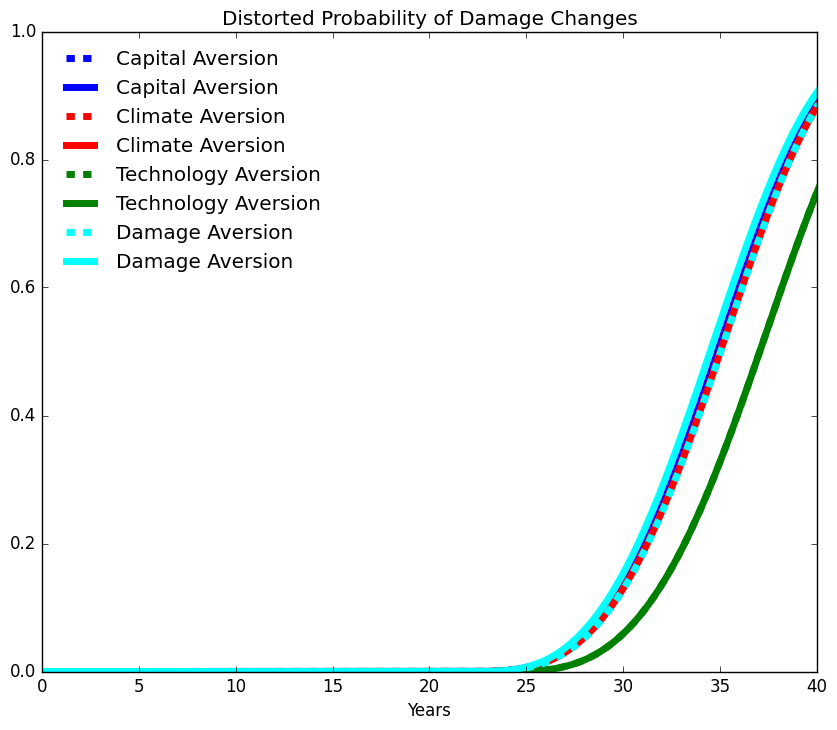 Distorted Probability of Damage Changes
1.0
0.8
0.6
0.4
0.2
0.0
Capital Aversion
Capital Aversion
Climate Aversion
Climate Aversion
Technology Aversion
Technology Aversion
Damage Aversion
Damage Aversion
0 5 10 15 20 25 30 35 40
Years